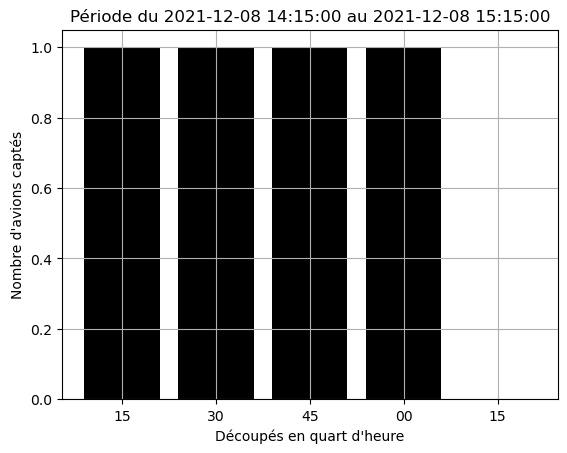 Période du 2021-12-08 14:15:00 au 2021-12-08 15:15:00
1.0
0.8
0.6
0.4
0.2
0.0
Nombre d'avions captés
15 30 45 00 15
Découpés en quart d'heure